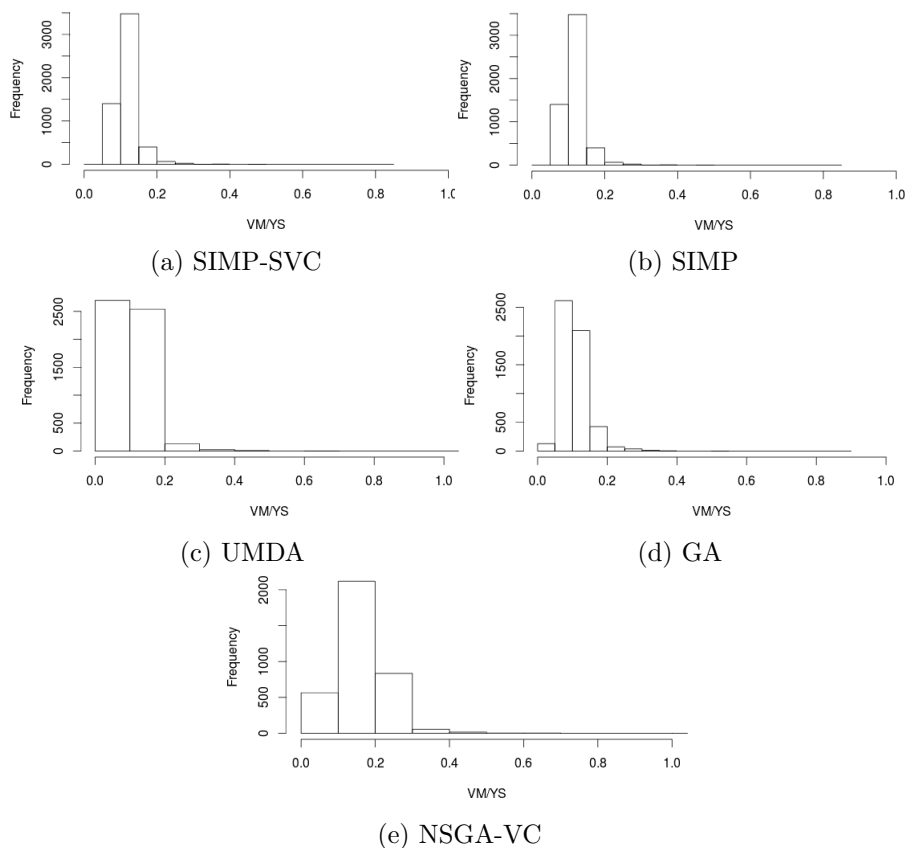 Frequency
0 1000 2000 3000
0.0 0.2 0.4 0.6 0.8 1.0
VM/YS
(a) SIMP-SVC
Frequency
0 1000 2000 3000
0.0 0.2 0.4 0.6 0.8 1.0
VM/YS
(b) SIMP
Frequency
0 500 1500 2500
0.0 0.2 0.4 0.6 0.8 1.0
VM/YS
(c) UMDA
Frequency
0 500 1500 2500
0.0 0.2 0.4 0.6 0.8 1.0
VM/YS
(d) GA
Frequency
0 500 1000 2000
0.0 0.2 0.4 0.6 0.8 1.0
VM/YS
(e) NSGA-VC